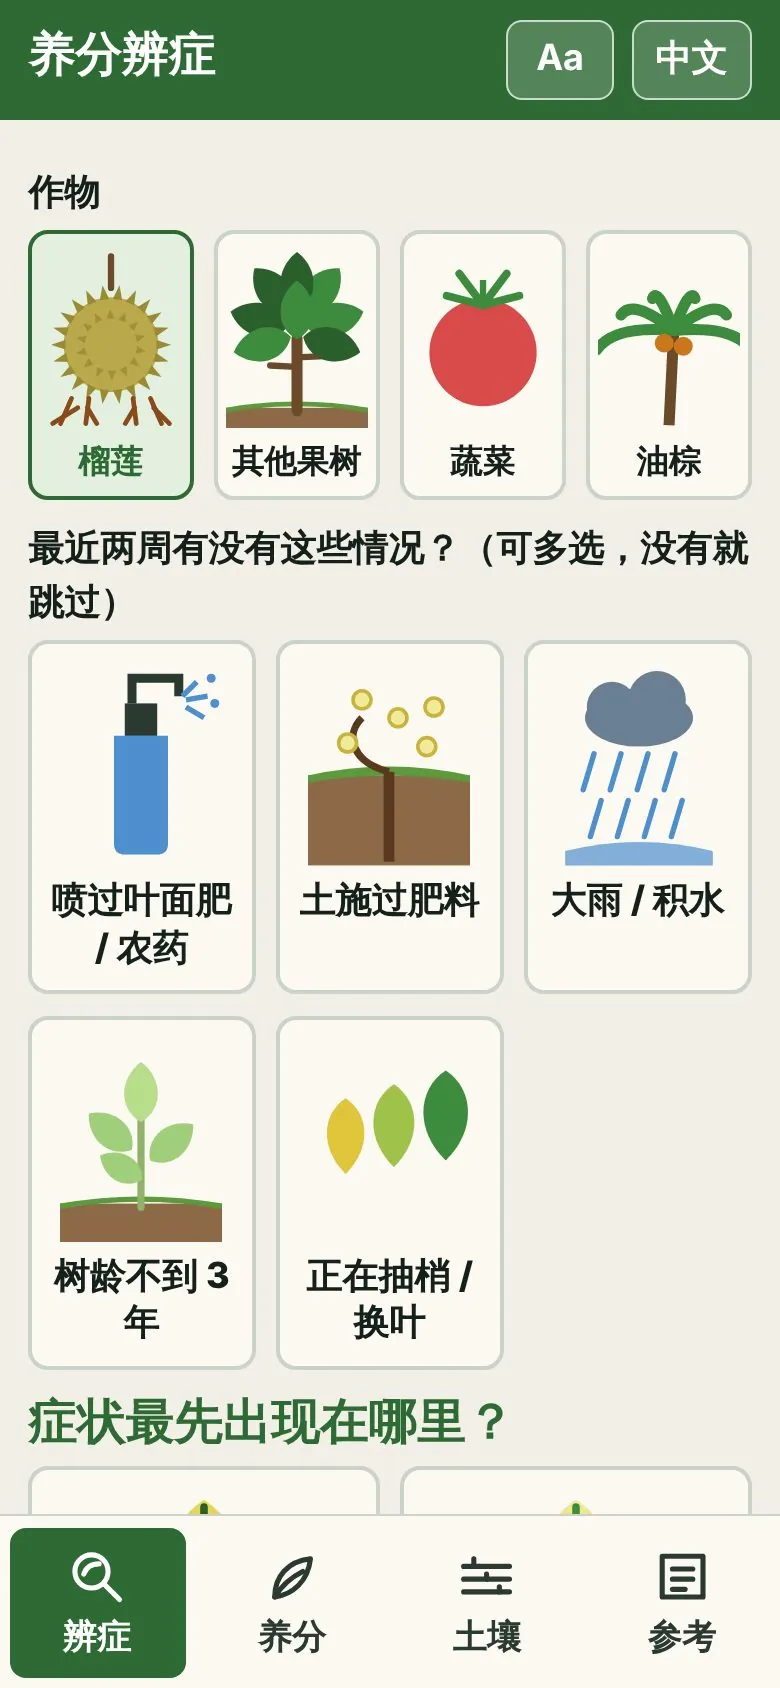 养分辨症
Aa
中文
作物
榴莲
其他果树
蔬菜
油棕
最近两周有没有这些情况？（可多选，没有就
跳过）
喷过叶面肥
/ 农药
土施过肥料
大雨 / 积水
树龄不到 3
年
正在抽梢 /
换叶
症状最先出现在哪里？
辨症
养分
土壤
参考